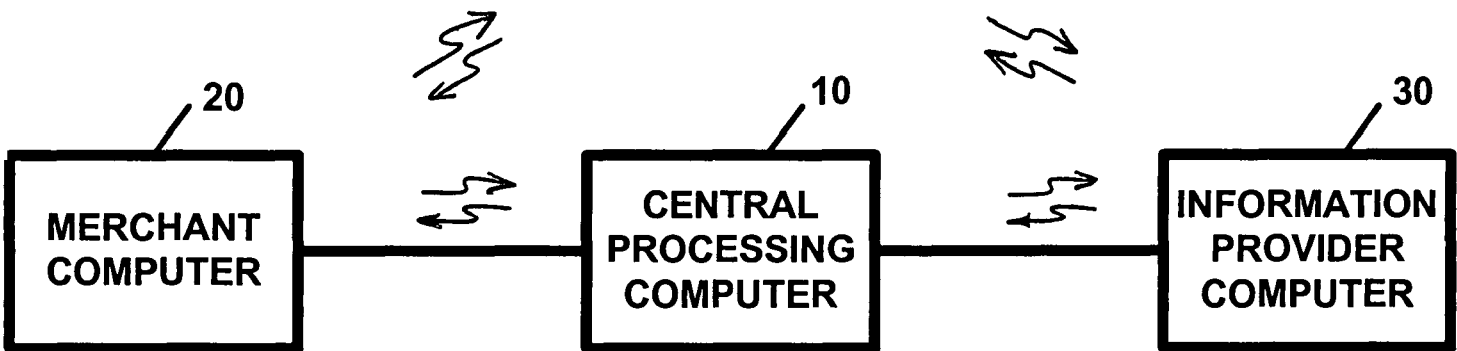 20
10
30
MERCHANT
COMPUTER
CENTRAL
PROCESSING
COMPUTER
INFORMATION
PROVIDER
COMPUTER